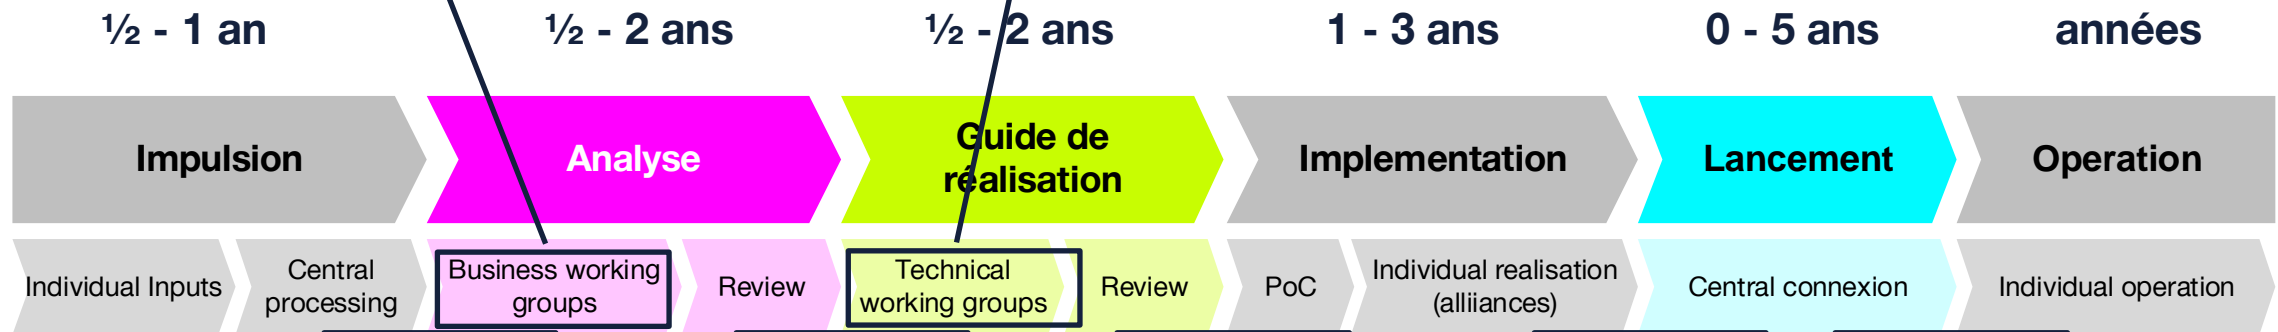 ½ - 1 an
½ - 2 ans
½ - 2 ans
1 - 3 ans
0 - 5 ans
années
Impulsion
Analyse
Guide de
réalisation
Implementation
Lancement
Operation
Individual Inputs
Central
processing
Business working
groups
Review
Technical
working groups
Review
PoC
Individual realisation
(alliiances)
Central connexion
Individual operation